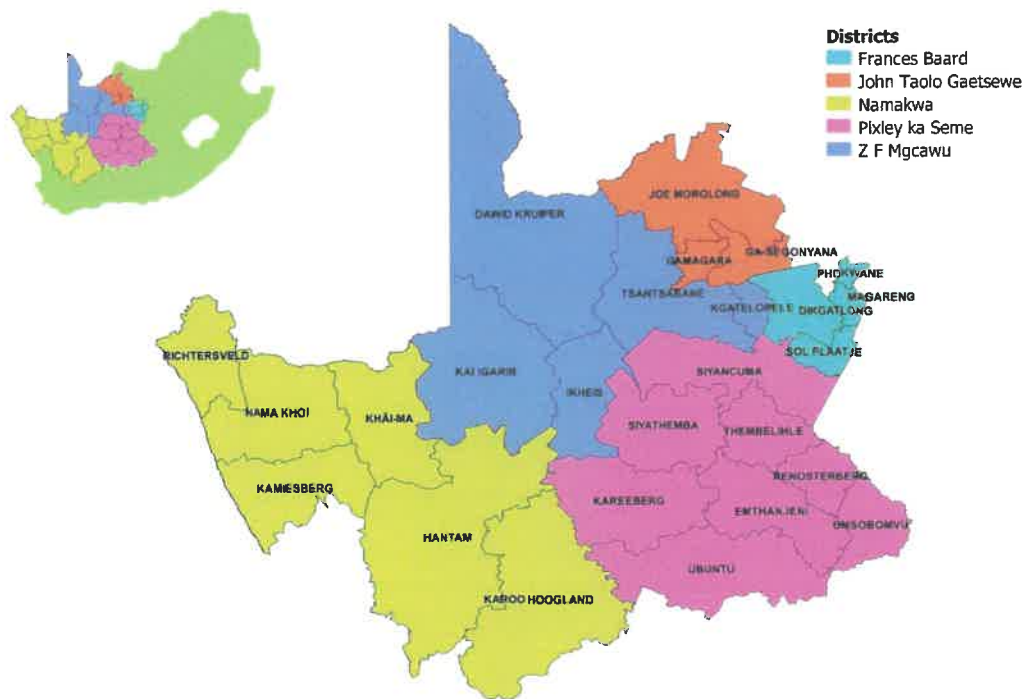 Districts
Frances Baard
John Taolo Gaetsewe
Namakwa
Pixley ka Seme
Z F Mgcawu
JOE MOROLONG
DAWID KRUIPER
GA-SEGONYANA
GAMAGARA
PHOKWANE
TSANTSABANE
MAGARENG
KGATELOPELE
DIKGATLONG
SOL PLAATJE
RICHTERSVELD
KAI !GARIB
!KHEIS
SIYANCUMA
NAMA KHOI
KHÂI-MA
SIYATHEMBA
THEMBELIHLE
RENOSTERBERG
KAMIESBERG
KAREEBERG
EMTHANJENI
UMSOBOMVU
HANTAM
UBUNTU
KAROO HOOGLAND